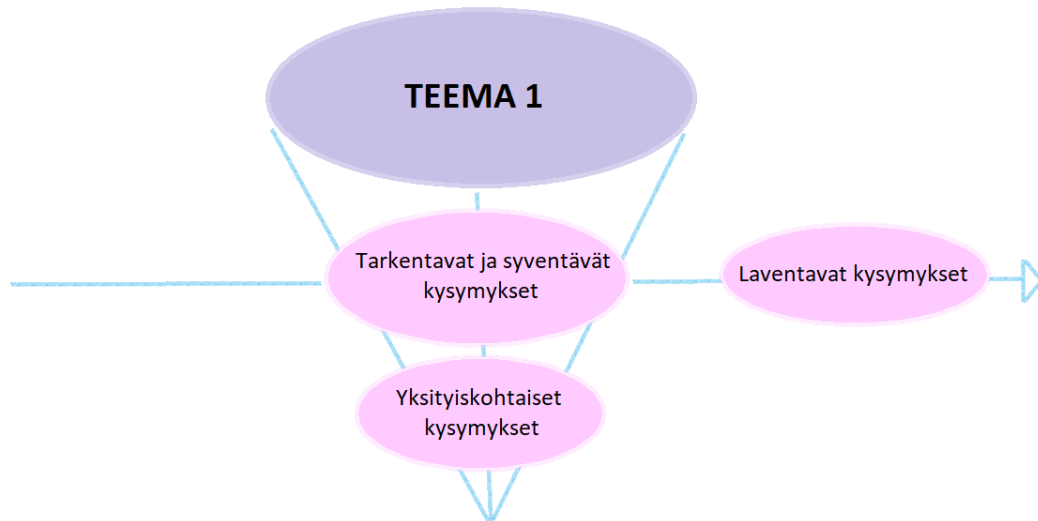 TEEMA 1
Tarkentavat ja syventävät
kysymykset
Laventavat kysymykset
Yksityiskohtaiset
kysymykset